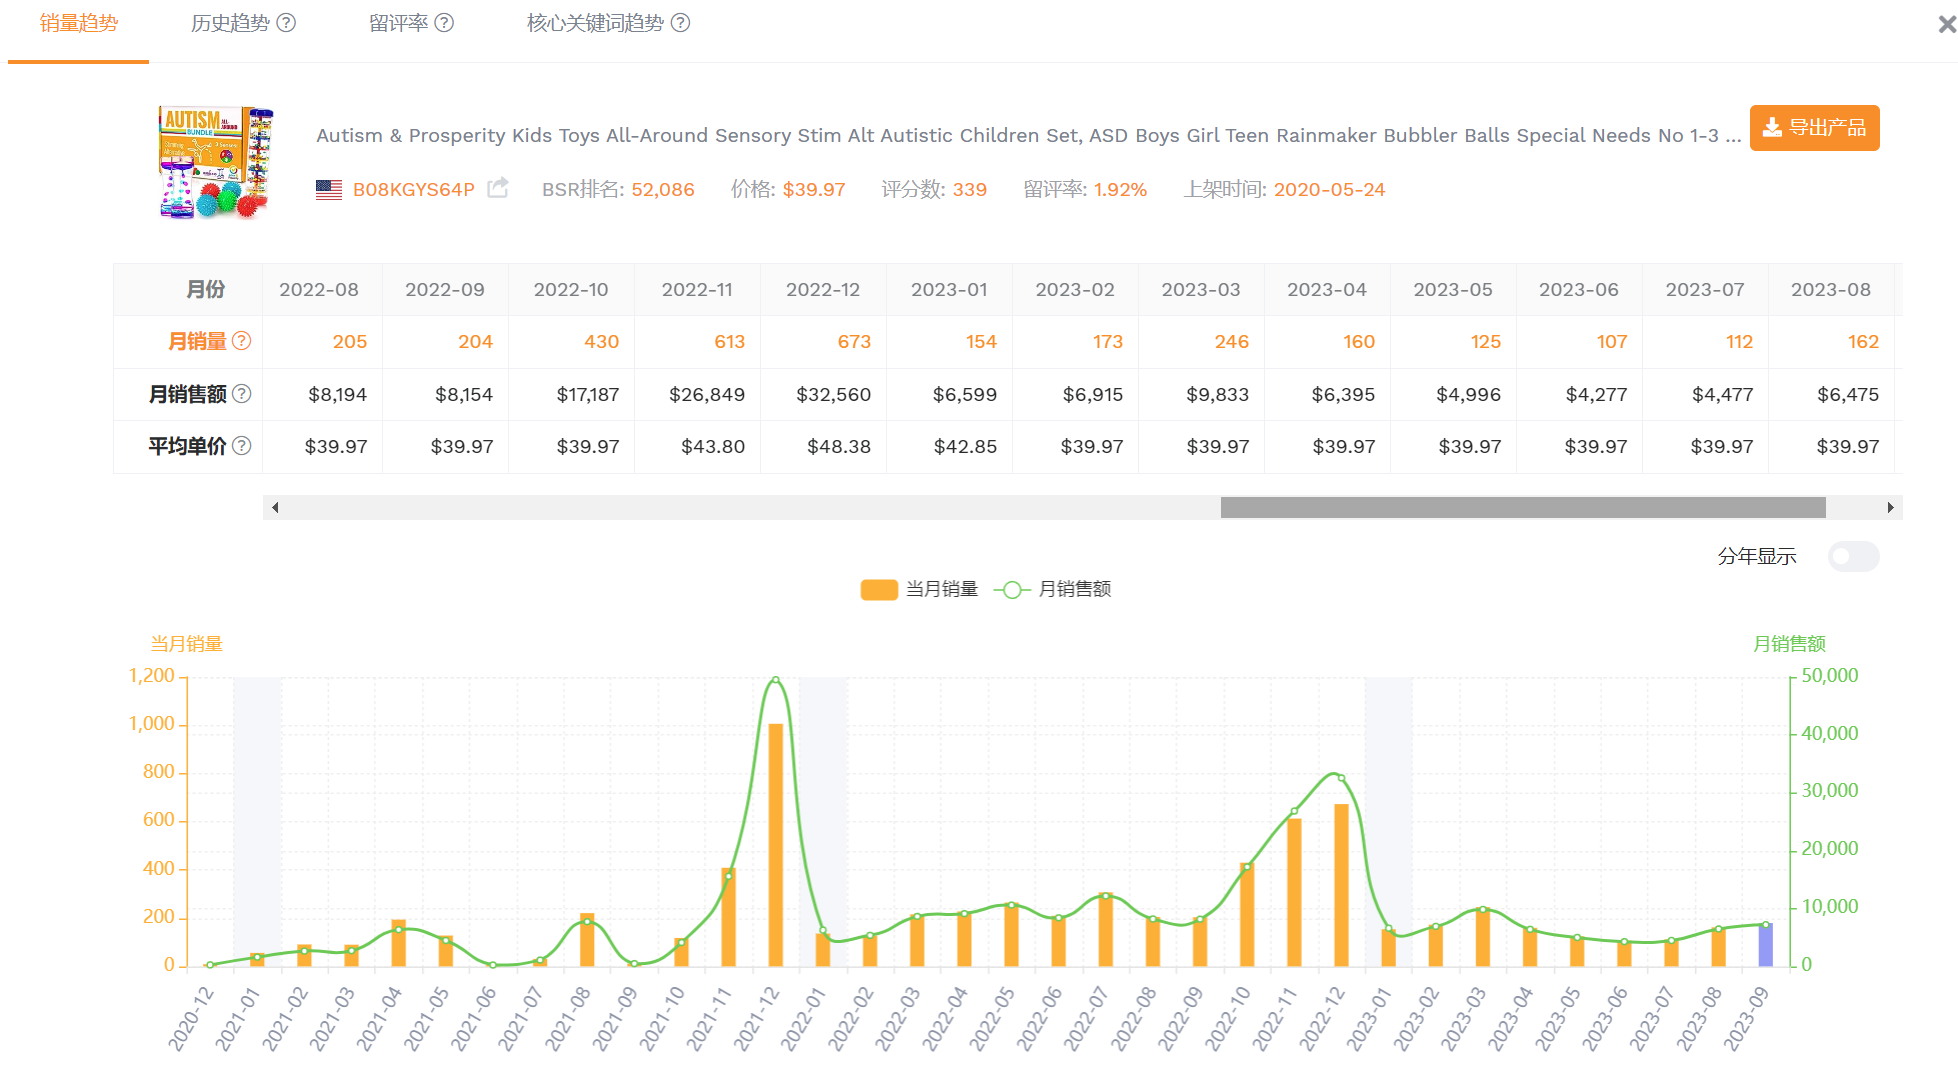 销量趋势 历史趋势 ? 留评率 ? 核心关键词趋势 ?
AUTISM
BUNDLE
Autism & Prosperity Kids Toys All-Around Sensory Stim Alt Autistic Children Set, ASD Boys Girl Teen Rainmaker Bubbler Balls Special Needs No 1-3 ...
导出产品
B08KGYS64P BSR排名: 52,086 价格: $39.97 评分数: 339 留评率: 1.92% 上架时间: 2020-05-24
月份 2022-08 2022-09 2022-10 2022-11 2022-12 2023-01 2023-02 2023-03 2023-04 2023-05 2023-06 2023-07 2023-08
月销量 ? 205 204 430 613 673 154 173 246 160 125 107 112 162
月销售额 ? $8,194 $8,154 $17,187 $26,849 $32,560 $6,599 $6,915 $9,833 $6,395 $4,996 $4,277 $4,477 $6,475
平均单价 ? $39.97 $39.97 $39.97 $43.80 $48.38 $42.85 $39.97 $39.97 $39.97 $39.97 $39.97 $39.97 $39.97
分年显示
当月销量 月销售额
当月销量 月销售额
1,200 50,000
1,000 40,000
800 30,000
600 20,000
400 10,000
200 0
0
2020-12 2021-01 2021-02 2021-03 2021-04 2021-05 2021-06 2021-07 2021-08 2021-09 2021-10 2021-11 2021-12 2022-01 2022-02 2022-03 2022-04 2022-05 2022-06 2022-07 2022-08 2022-09 2022-10 2022-11 2022-12 2023-01 2023-02 2023-03 2023-04 2023-05 2023-06 2023-07 2023-08 2023-09